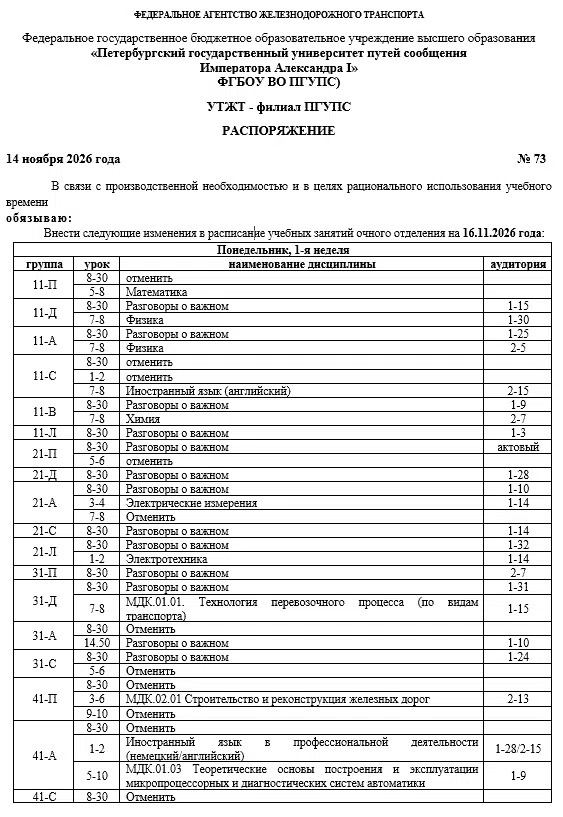 ФЕДЕРАЛЬНОЕ АГЕНТСТВО ЖЕЛЕЗНОДОРОЖНОГО ТРАНСПОРТА
Федеральное государственное бюджетное образовательное учреждение высшего образования
«Петербургский государственный университет путей сообщения
Императора Александра I»
ФГБОУ ВО ПГУПС)
УТЖТ - филиал ПГУПС
РАСПОРЯЖЕНИЕ
14 ноября 2026 года № 73
В связи с производственной необходимостью и в целях рационального использования учебного
времени
обязываю:
Внести следующие изменения в расписание учебных занятий очного отделения на 16.11.2026 года:
Понедельник, 1-я неделя
группа урок наименование дисциплины аудитория
11-П 8-30 отменить
5-8 Математика
11-Д 8-30 Разговоры о важном 1-15
7-8 Физика 1-30
11-А 8-30 Разговоры о важном 1-25
7-8 Физика 2-5
11-С 8-30 отменить
1-2 отменить
7-8 Иностранный язык (английский) 2-15
11-В 8-30 Разговоры о важном 1-9
7-8 Химия 2-7
11-Л 8-30 Разговоры о важном 1-3
21-П 8-30 Разговоры о важном актовый
5-6 отменить
21-Д 8-30 Разговоры о важном 1-28
21-А 8-30 Разговоры о важном 1-10
3-4 Электрические измерения 1-14
7-8 Отменить
21-С 8-30 Разговоры о важном 1-14
21-Л 8-30 Разговоры о важном 1-32
1-2 Электротехника 1-14
31-П 8-30 Разговоры о важном 2-7
31-Д 8-30 Разговоры о важном 1-31
7-8 МДК.01.01. Технология перевозочного процесса (по видам
транспорта) 1-15
31-А 8-30 Отменить
14.50 Разговоры о важном 1-10
31-С 8-30 Разговоры о важном 1-24
5-6 Отменить
41-П 8-30 Отменить
3-6 МДК.02.01 Строительство и реконструкция железных дорог 2-13
9-10 Отменить
41-А 8-30 Отменить
1-2 Иностранный язык в профессиональной деятельности
(немецкий/английский) 1-28/2-15
5-10 МДК.01.03 Теоретические основы построения и эксплуатации
микропроцессорных и диагностических систем автоматики 1-9
41-С 8-30 Отменить